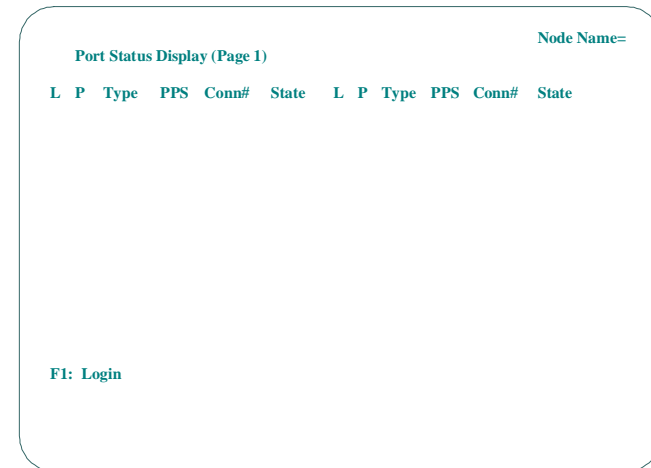 Node Name=
Port Status Display (Page 1)
L P Type PPS Conn# State L P Type PPS Conn# State
F1: Login